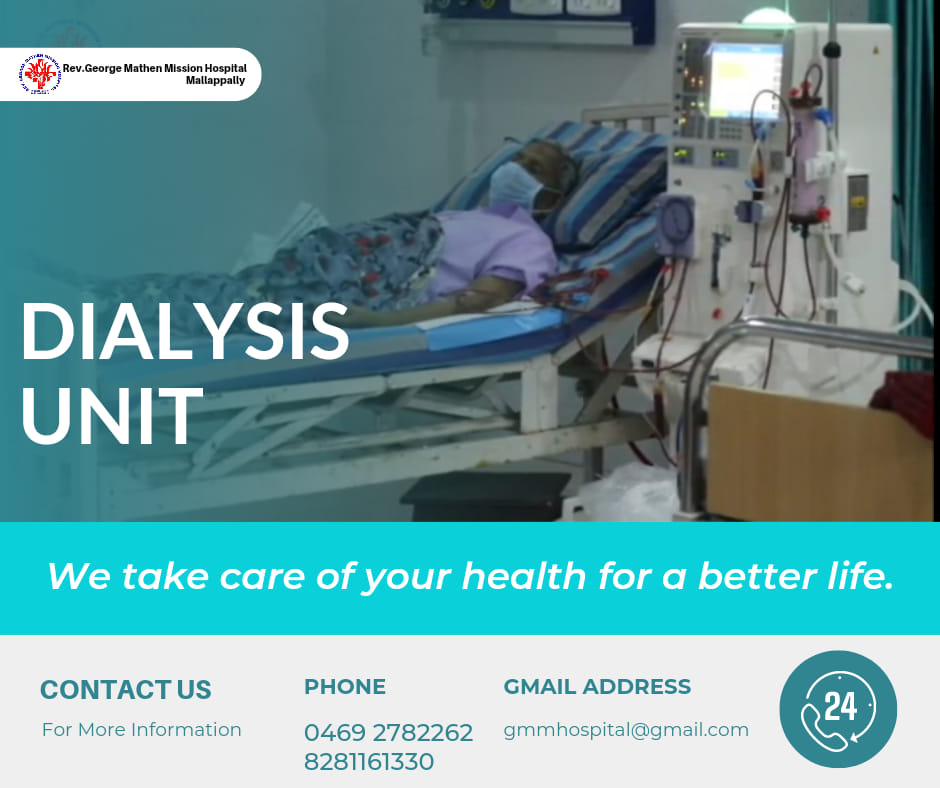 Rev.George Mathen Mission Hospital
Mallappally
DIALYSIS
UNIT
We take care of your health for a better life.
CONTACT US
For More Information
PHONE
0469 2782262
8281161330
GMAIL ADDRESS
gmmhospital@gmail.com
24